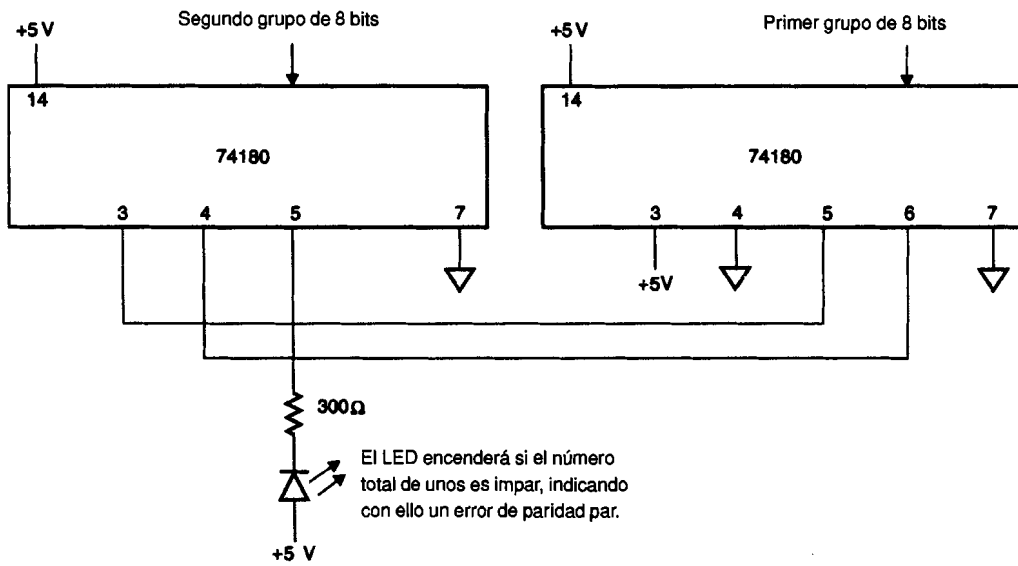 Segundo grupo de 8 bits
Primer grupo de 8 bits
+5 V
+5 V
14
14
74180
74180
3 4 5 7
3 4 5 6 7
+5V
300Ω
El LED encenderá si el número
total de unos es impar, indicando
con ello un error de paridad par.
+5 V